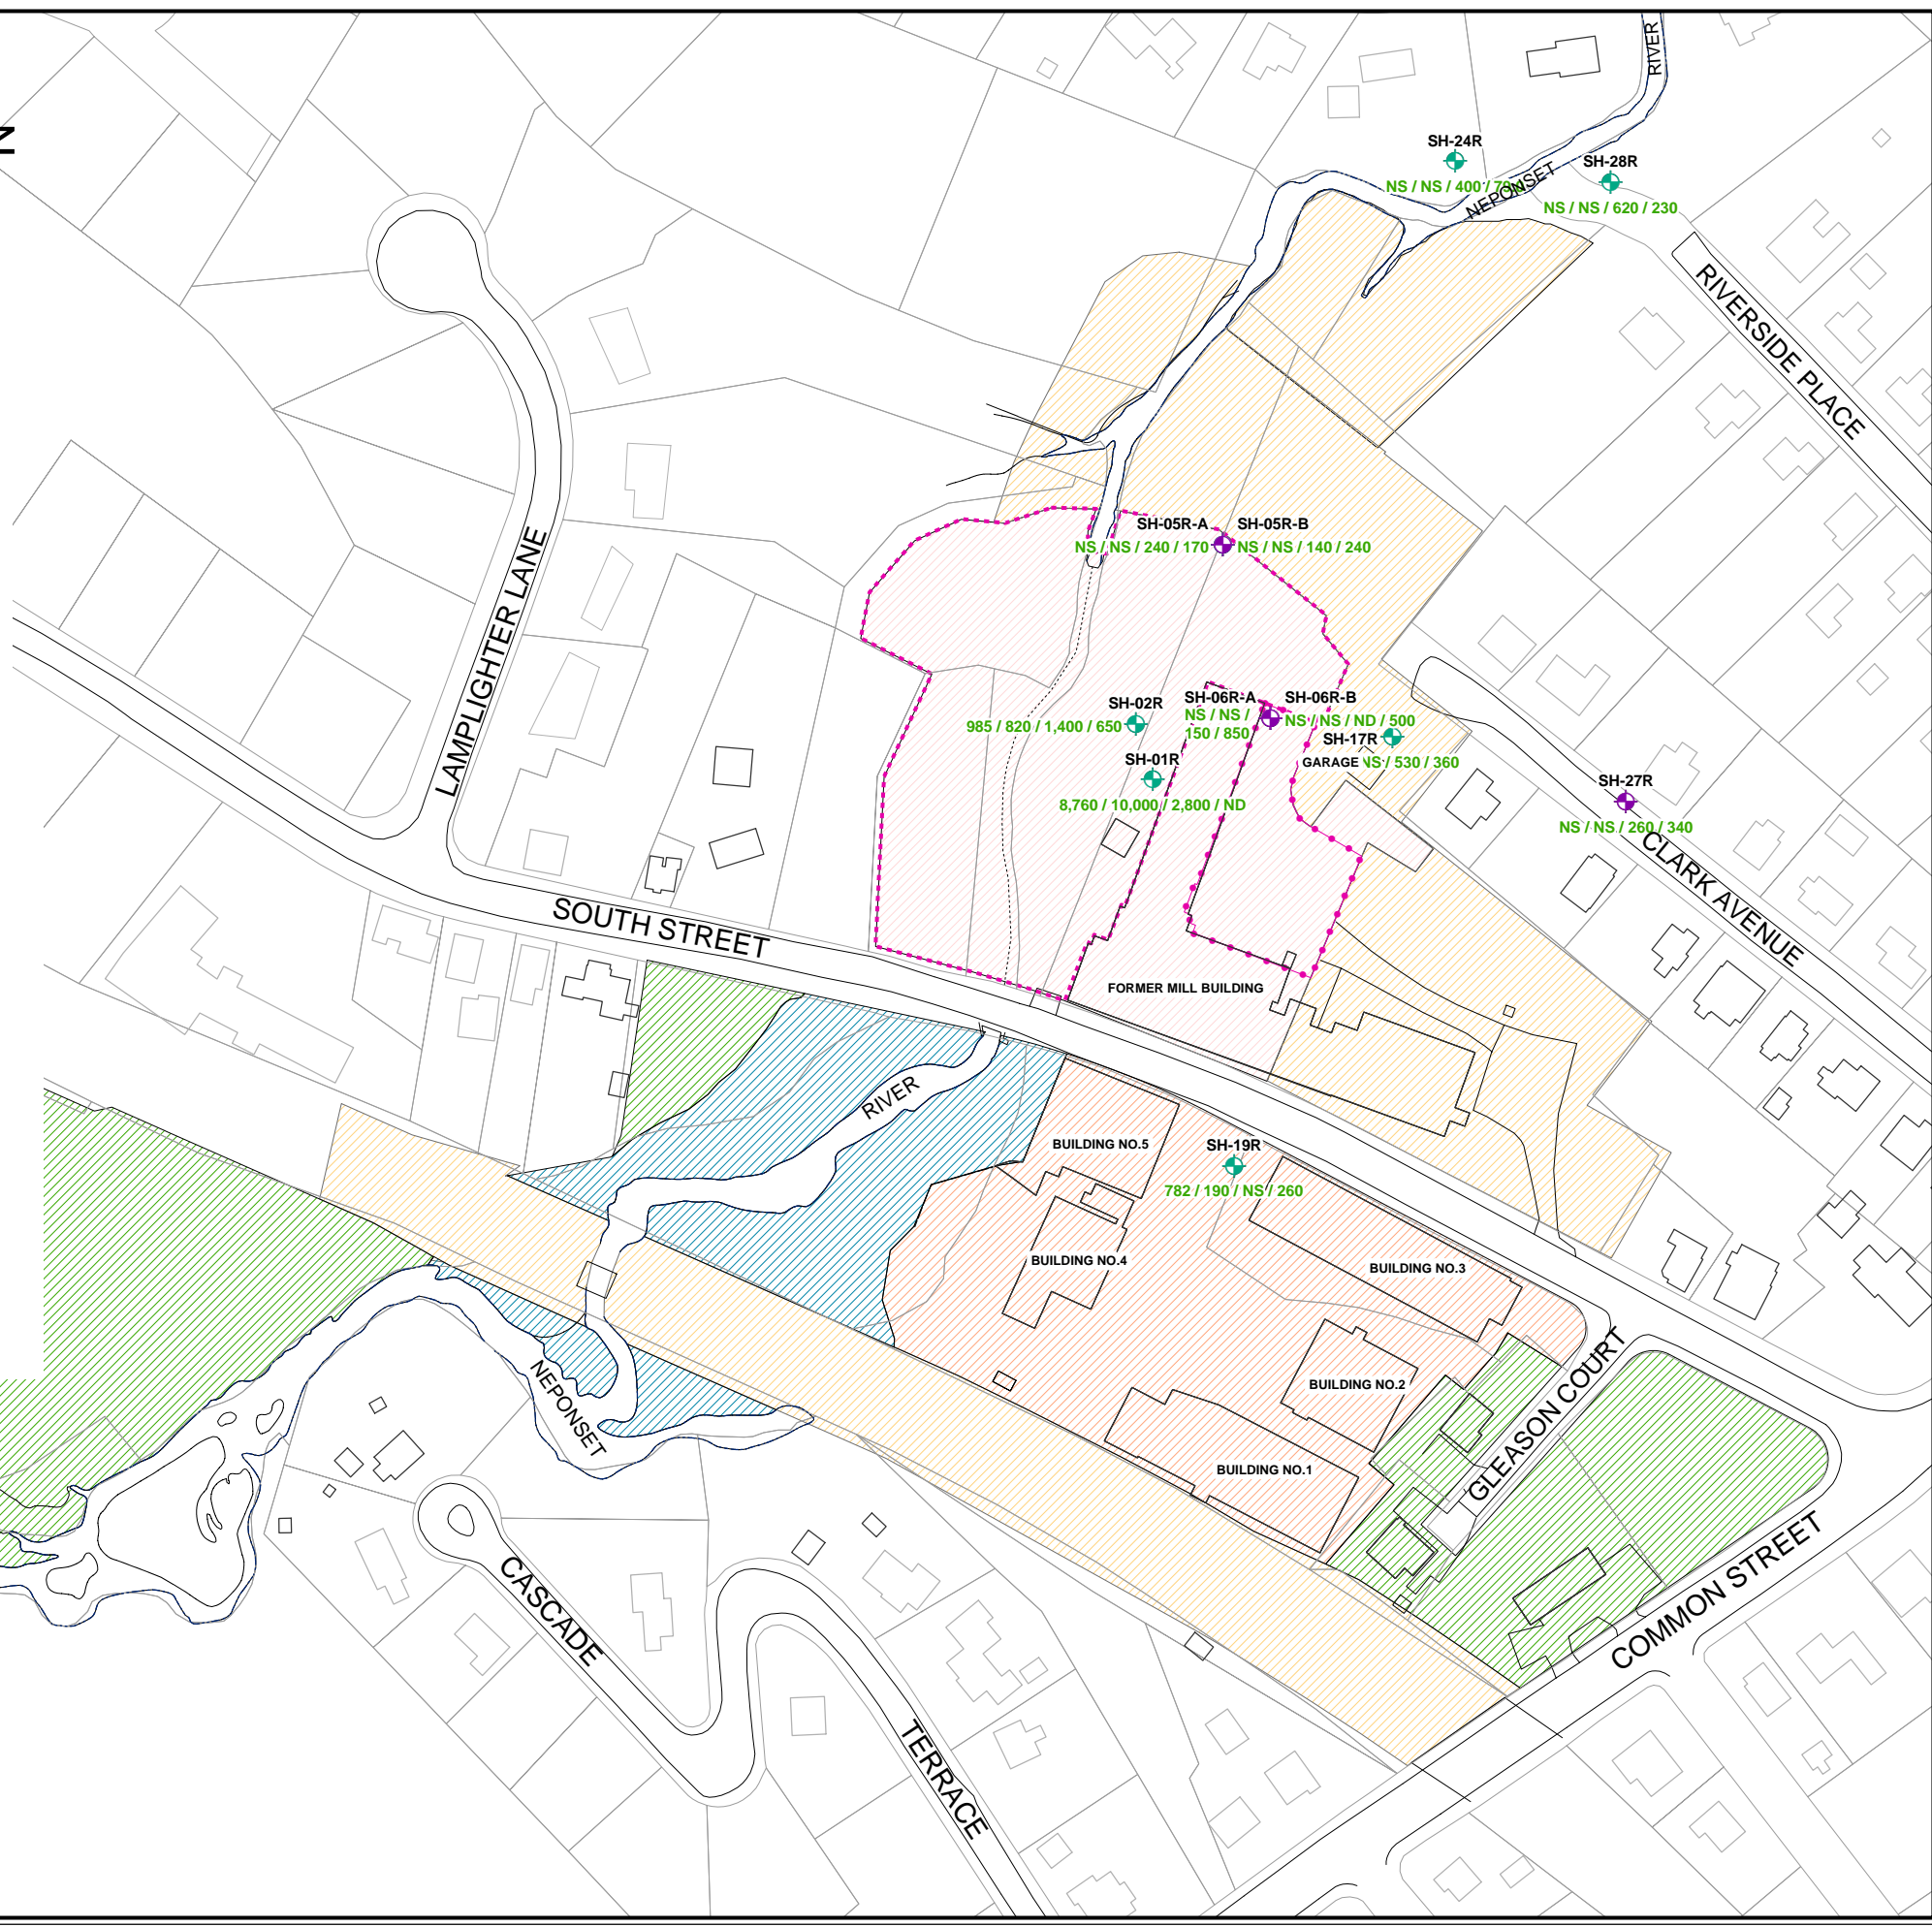 N
RIVER
SH-24R
NS / NS / 400 /
NEPONSET
SH-28R
NS / NS / 620 / 230
RIVERSIDE PLACE
LAMPLIGHTER LANE
SH-05R-A
SH-05R-B
NS / NS / 240 / 170
NS / NS / 140 / 240
SH-02R
985 / 820 / 1,400 / 650
SH-06R-A
NS / NS /
150 / 850
SH-06R-B
NS / NS / ND / 500
SH-17R
GARAGE
NS / 530 / 360
SH-01R
8,760 / 10,000 / 2,800 / ND
SH-27R
NS / NS / 260 / 340
CLARK AVENUE
SOUTH STREET
FORMER MILL BUILDING
RIVER
BUILDING NO.5
SH-19R
782 / 190 / NS / 260
BUILDING NO.4
BUILDING NO.3
BUILDING NO.2
BUILDING NO.1
NEPONSET
GLEASON COURT
COMMON STREET
CASCADE
TERRACE